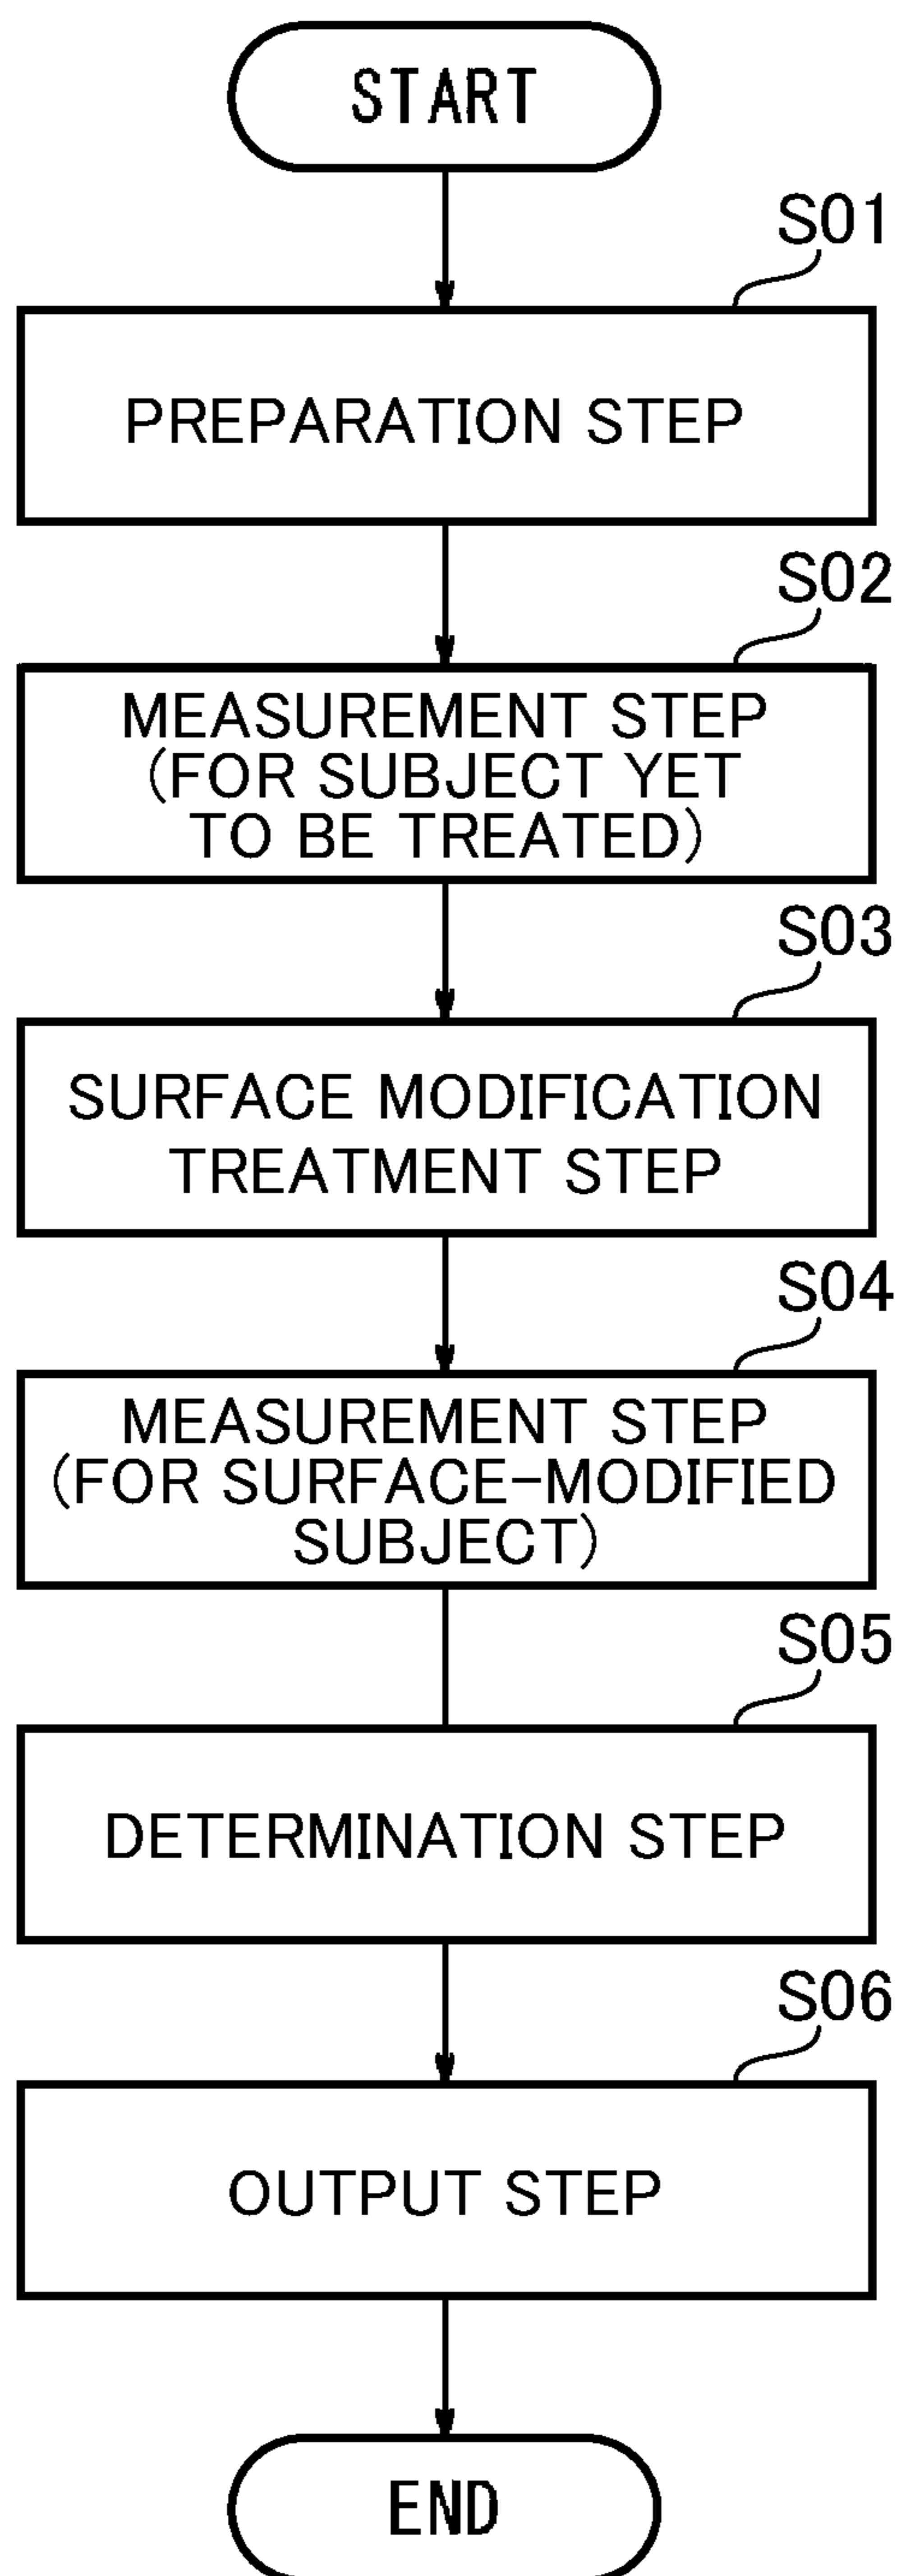 START
S01
PREPARATION STEP
S02
MEASUREMENT STEP
(FOR SUBJECT YET
TO BE TREATED)
S03
SURFACE MODIFICATION
TREATMENT STEP
S04
MEASUREMENT STEP
(FOR SURFACE-MODIFIED
SUBJECT)
S05
DETERMINATION STEP
S06
OUTPUT STEP
END